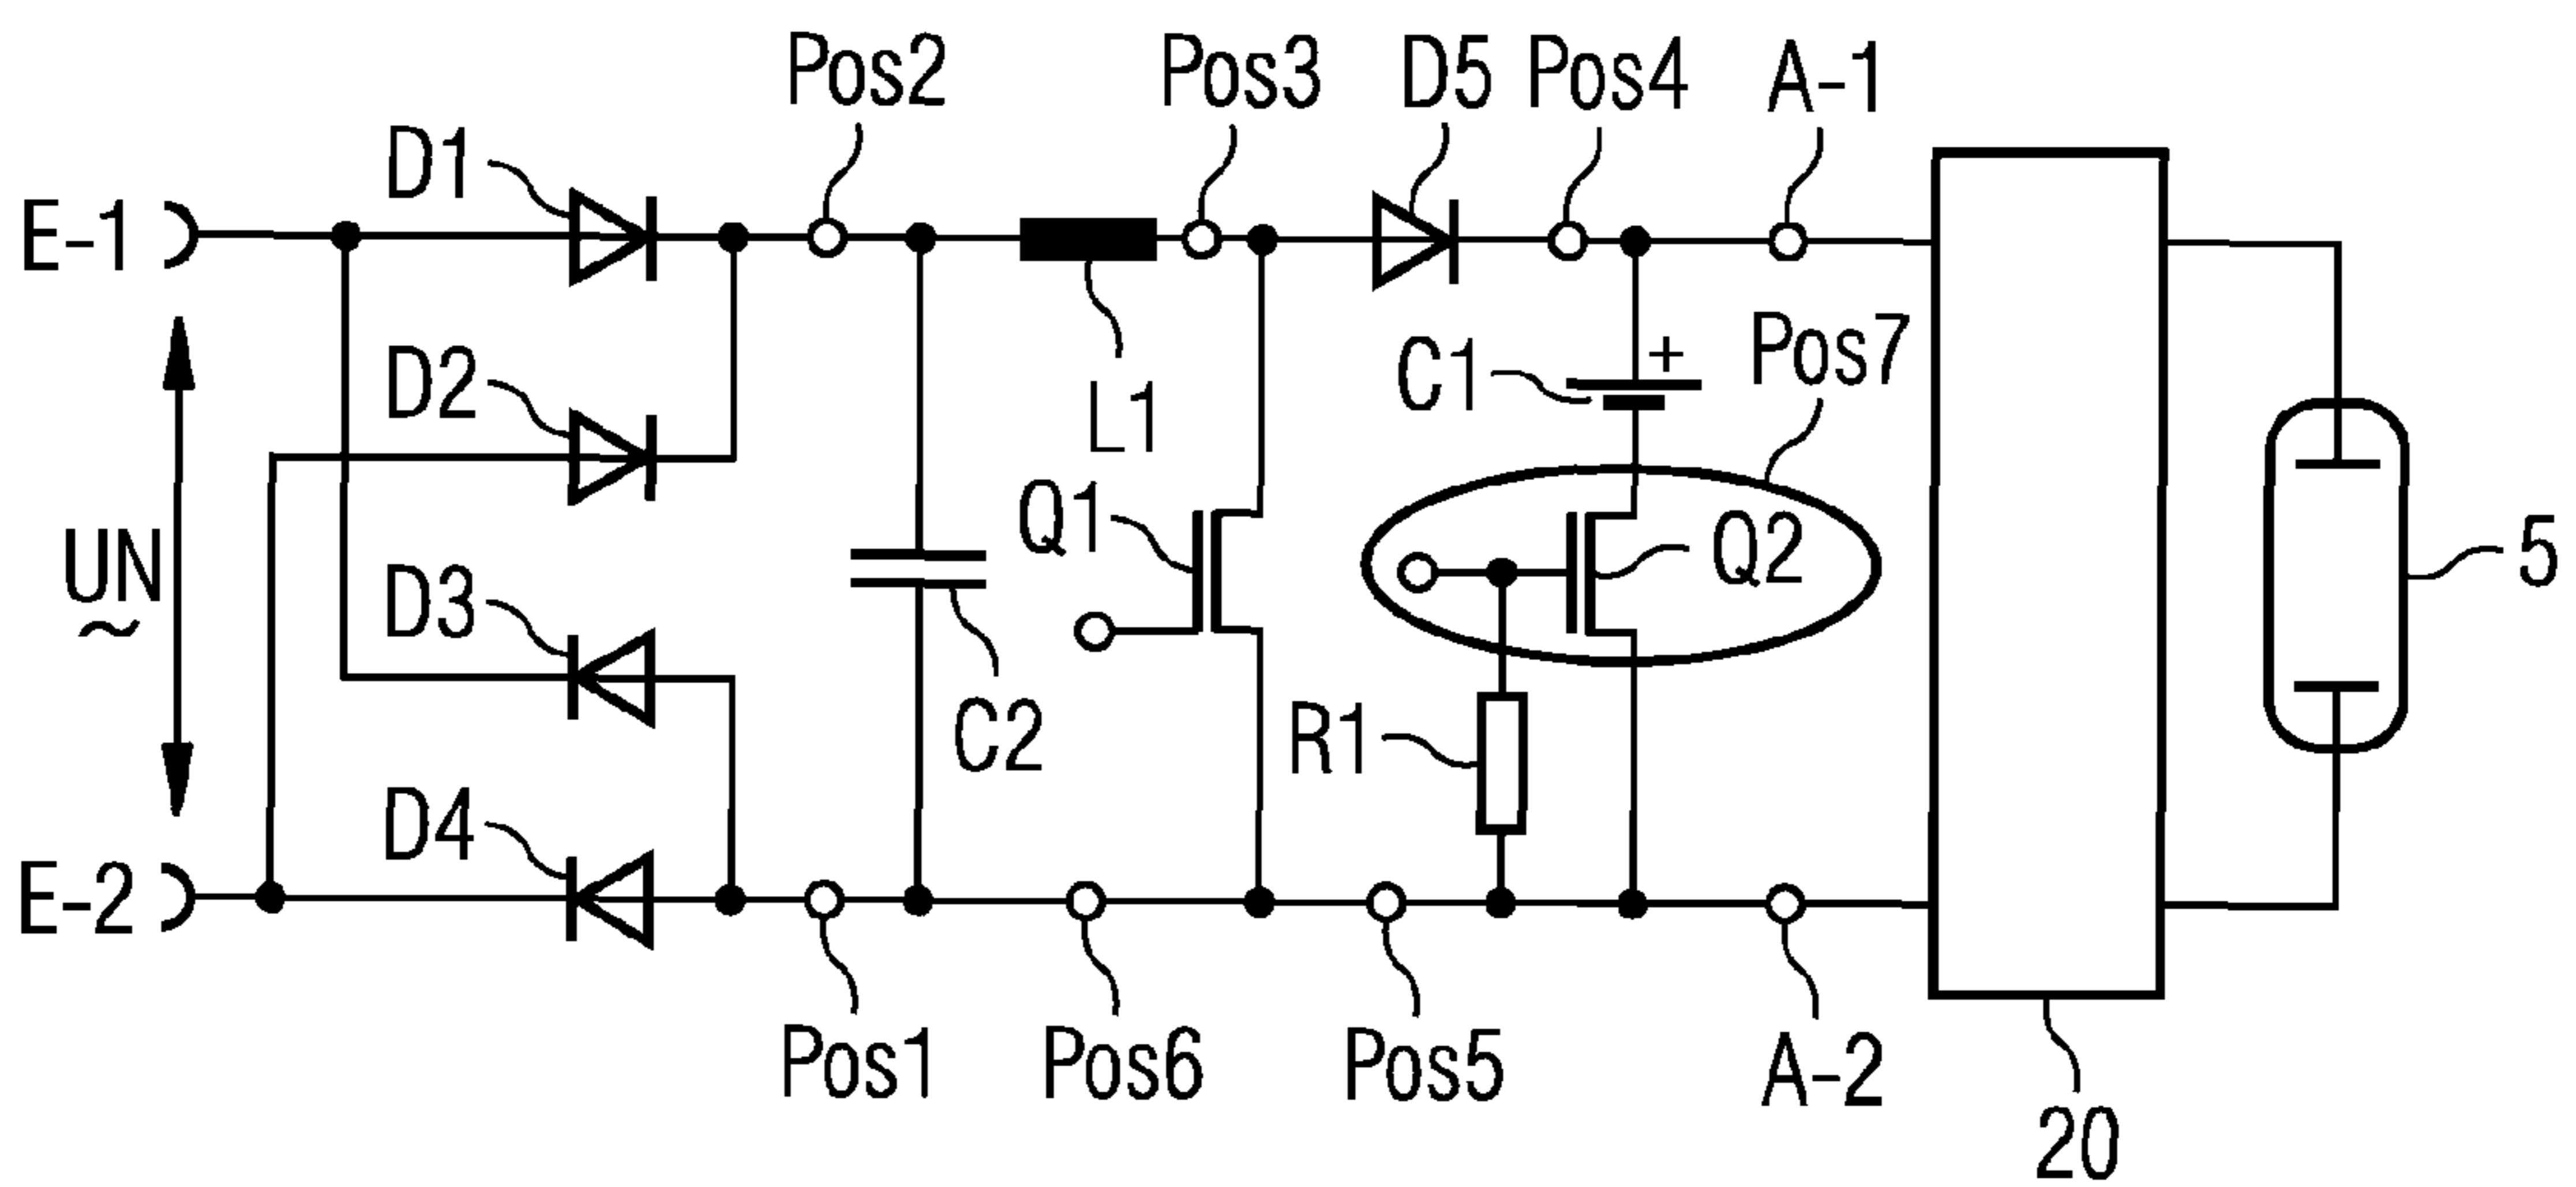 Pos2 Pos3 D5 Pos4 A-1
D1
E-1
Pos7
D2 C1 +
L1
Q1 Q2
UN 5
~
D3
C2 R1
D4
E-2
Pos1 Pos6 Pos5 A-2
20